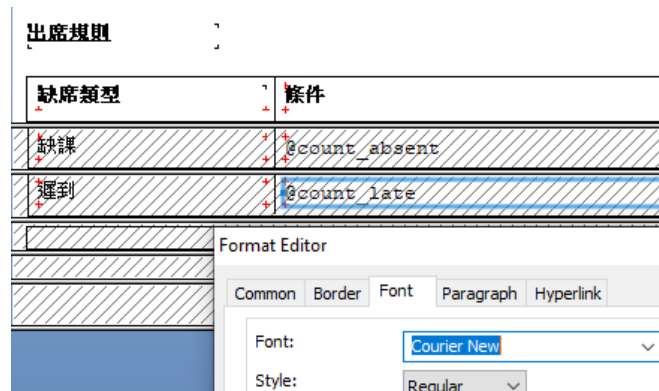 出席規則
缺席類型 條件
缺課 @count_absent
遲到 @count_late
Format Editor
Common Border Font Paragraph Hyperlink
Font: Courier New
Style: Regular